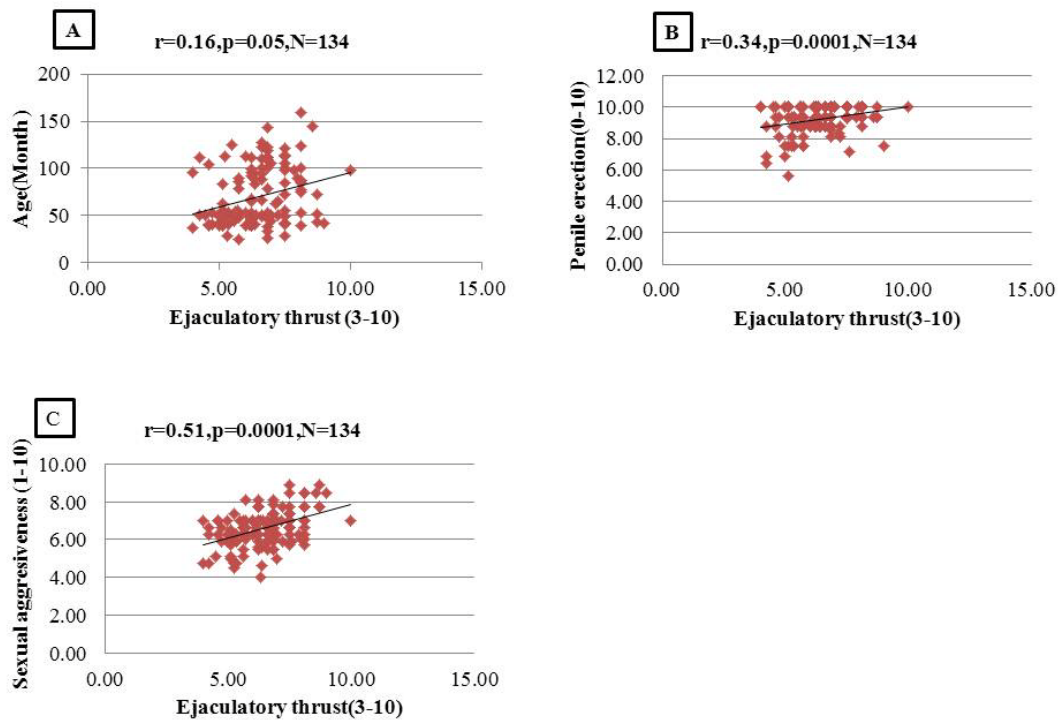 A
r=0.16,p=0.05,N=134
200
150
100
50
0
Age(Month)
0.00 5.00 10.00 15.00
Ejaculatory thrust (3-10)
B
r=0.34,p=0.0001,N=134
12.00
10.00
8.00
6.00
4.00
2.00
0.00
Penile erection(0-10)
0.00 5.00 10.00 15.00
Ejaculatory thrust(3-10)
C
r=0.51,p=0.0001,N=134
10.00
8.00
6.00
4.00
2.00
0.00
Sexual aggresiveness (1-10)
0.00 5.00 10.00 15.00
Ejaculatory thrust(3-10)